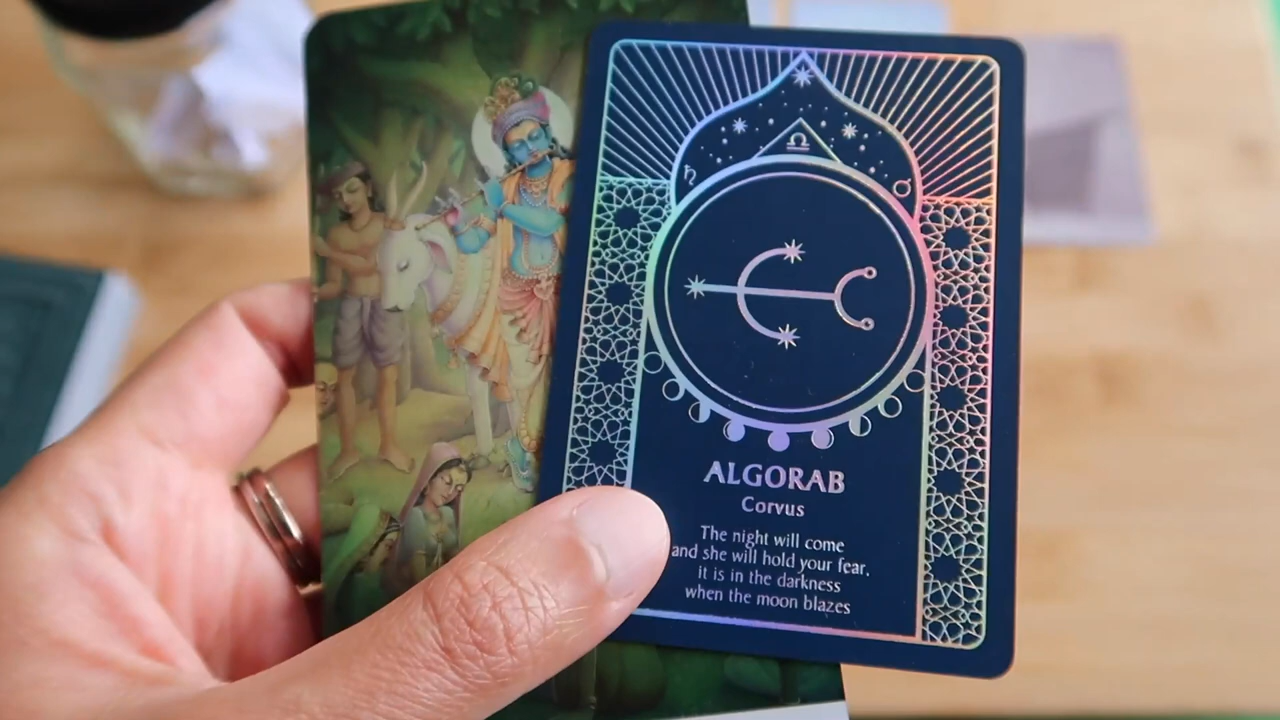 ALGORAB
Corvus
The night will come
and she will hold your fear,
it is in the darkness
when the moon blazes